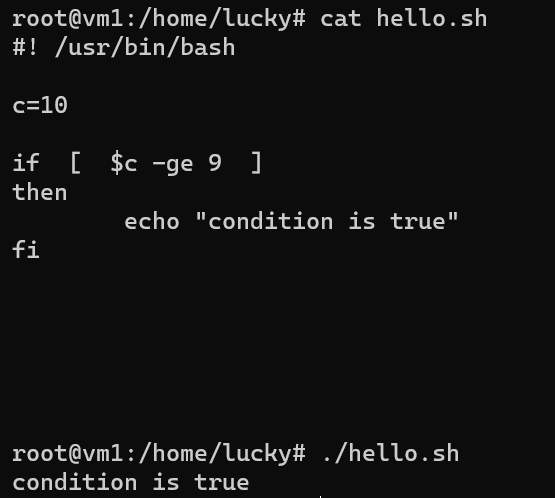 root@vm1:/home/lucky# cat hello.sh
#! /usr/bin/bash
c=10
if  [  $c -ge 9  ]
then
        echo "condition is true"
fi
root@vm1:/home/lucky# ./hello.sh
condition is true